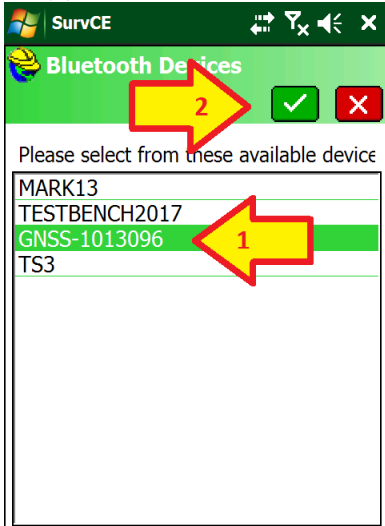 SurvCE
Bluetooth Devices
2
Please select from these available device
MARK13
TESTBENCH2017
GNSS-1013096
1
TS3